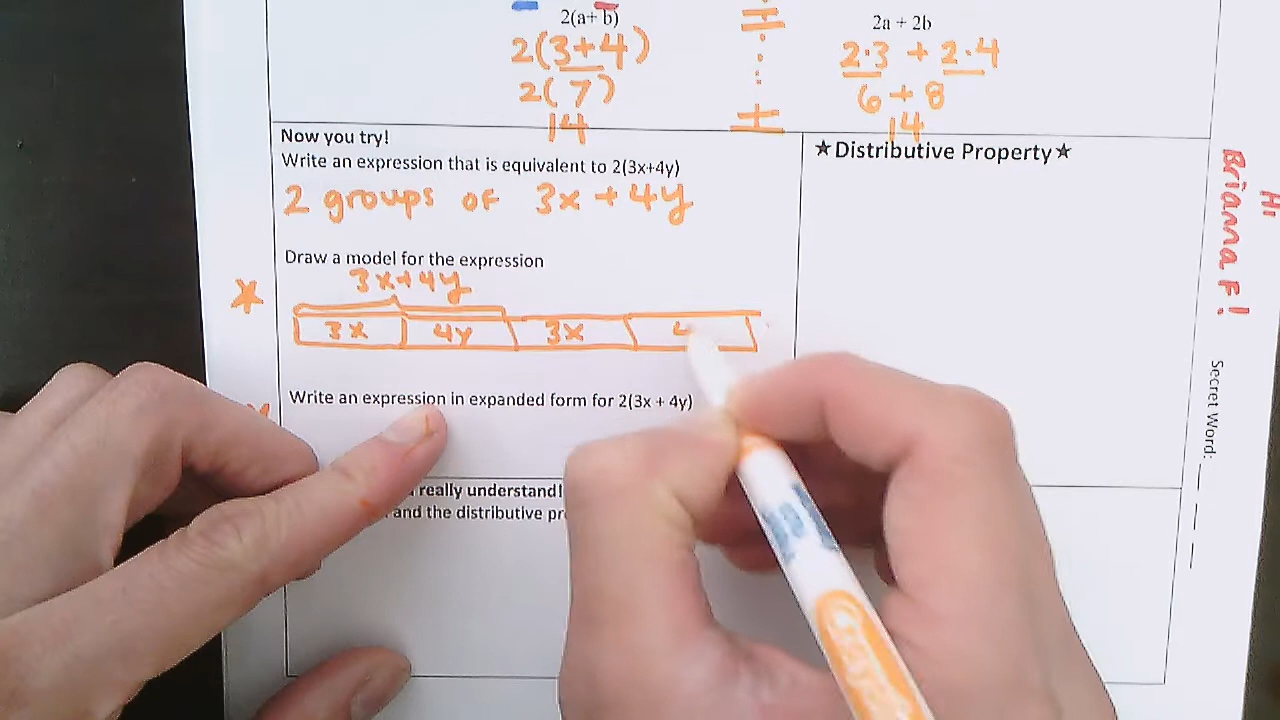 2(a+ b)
2a + 2b
2(3+4)
2·3 + 2·4
2(7)
6 + 8
14
14
Now you try!
Write an expression that is equivalent to 2(3x+4y)
2 groups of 3x + 4y
Draw a model for the expression
3x+4y
3x 4y 3x
Write an expression in expanded form for 2(3x + 4y)
really understand!
and the distributive
★Distributive Property★
Hi
Brianna F!
Secret Word: _ _ _ _